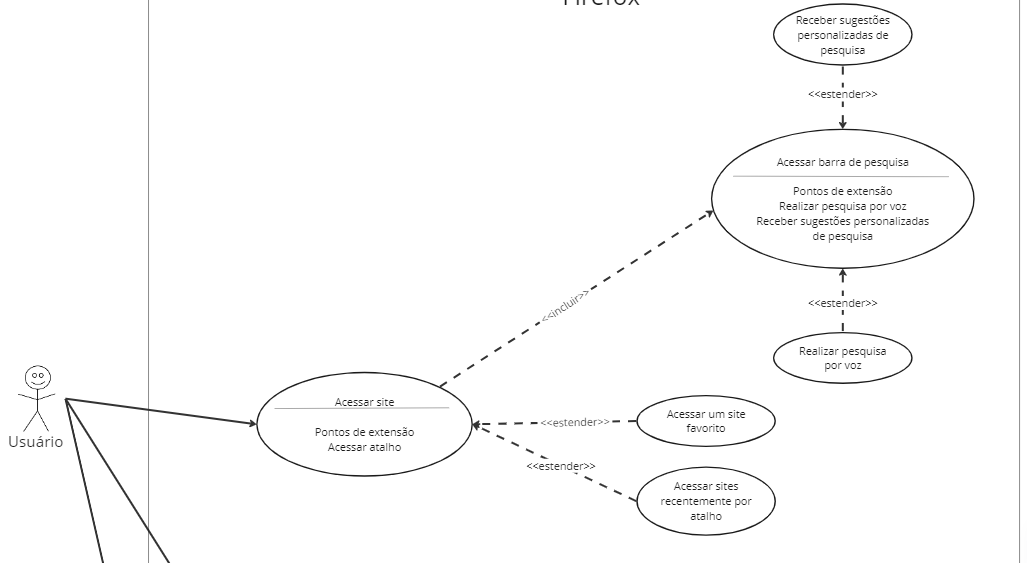 Firefox
Receber sugestões
personalizadas de
pesquisa
<<estender>>
Acessar barra de pesquisa
Pontos de extensão
Realizar pesquisa por voz
Receber sugestões personalizadas
de pesquisa
<<incluir>>
<<estender>>
Realizar pesquisa
por voz
Usuário
Acessar site
Pontos de extensão
Acessar atalho
<<estender>>
Acessar um site
favorito
<<estender>>
Acessar sites
recentemente por
atalho